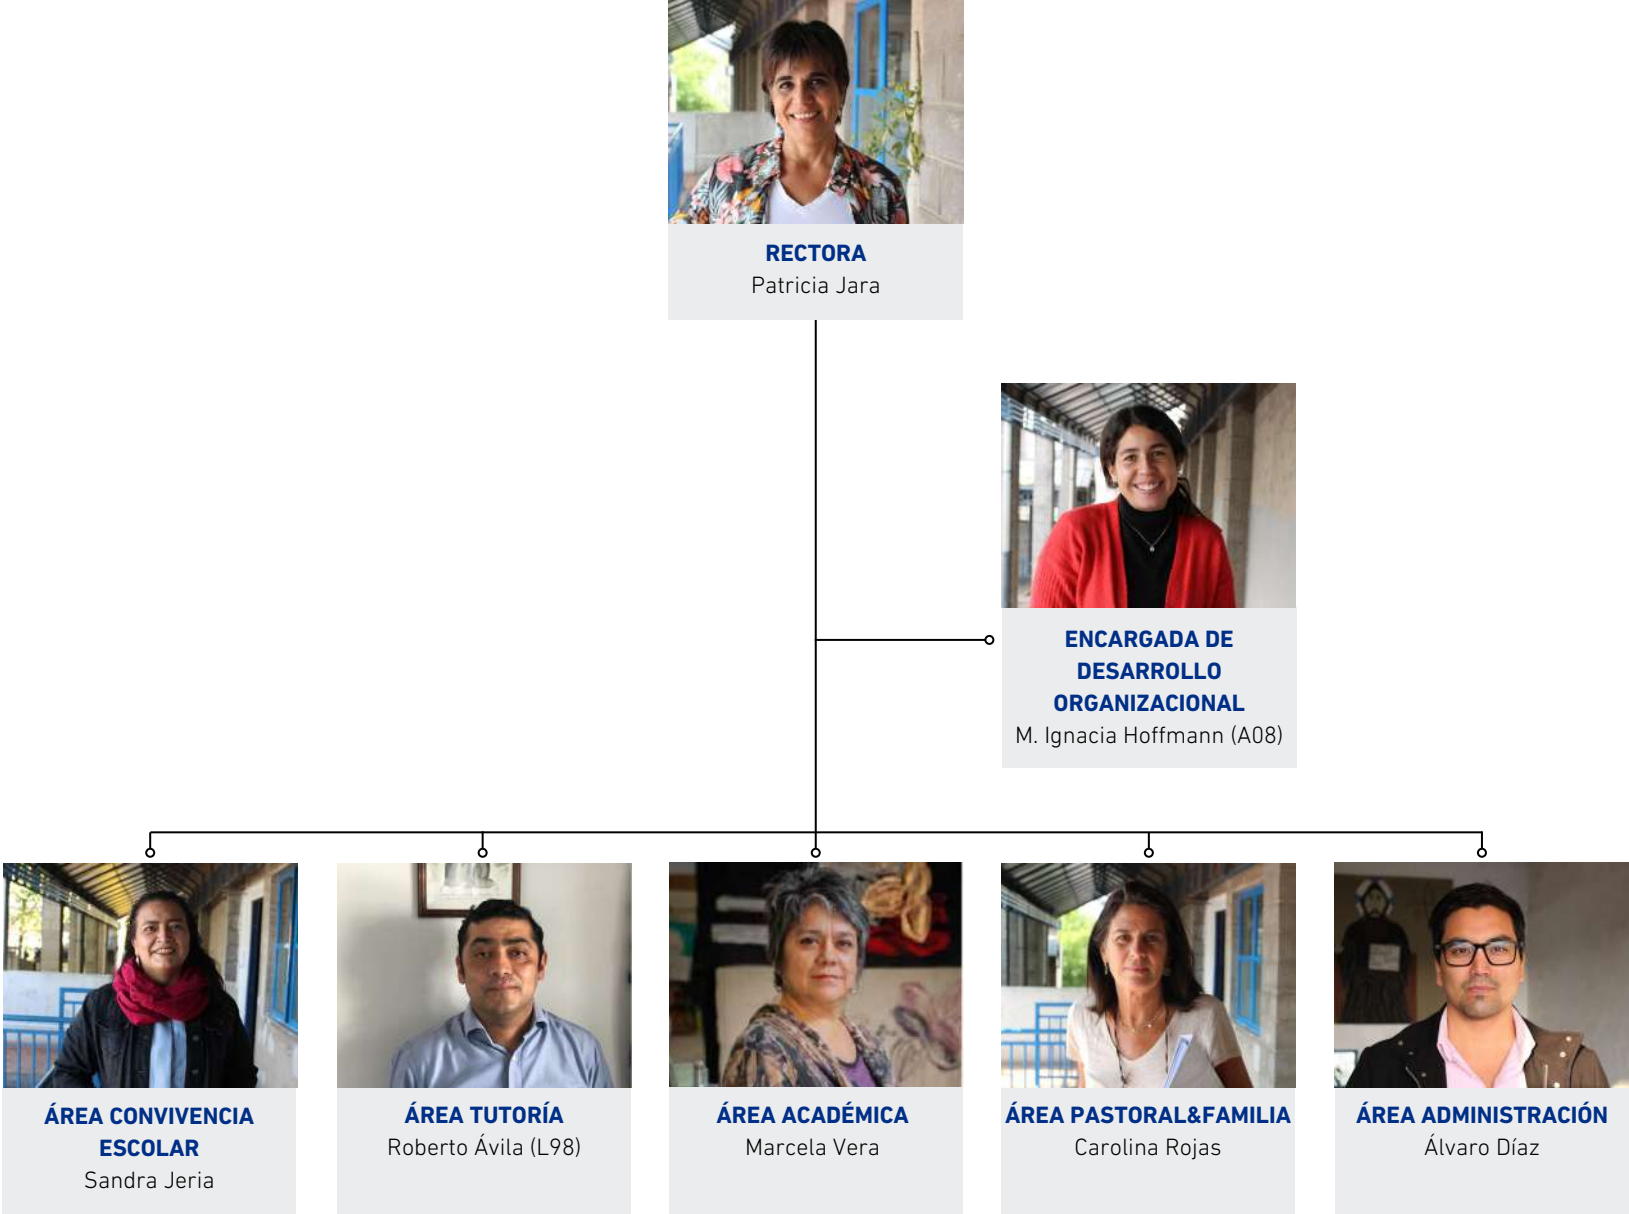 RECTORA
Patricia Jara
ENCARGADA DE
DESARROLLO
ORGANIZACIONAL
M. Ignacia Hoffmann (A08)
ÁREA CONVIVENCIA
ESCOLAR
Sandra Jeria
ÁREA TUTORÍA
Roberto Ávila (L98)
ÁREA ACADÉMICA
Marcela Vera
ÁREA PASTORAL&FAMILIA
Carolina Rojas
ÁREA ADMINISTRACIÓN
Álvaro Díaz